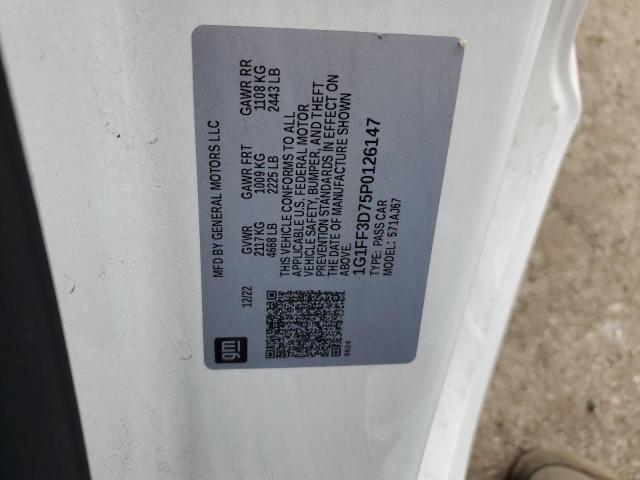 MFD BY GENERAL MOTORS LLC
12/22
GVWR
2117 KG
4668 LB
GAWR FRT
1009 KG
2225 LB
GAWR RR
1108 KG
2443 LB
THIS VEHICLE CONFORMS TO ALL
APPLICABLE U.S. FEDERAL MOTOR
VEHICLE SAFETY, BUMPER, AND THEFT
PREVENTION STANDARDS IN EFFECT ON
THE DATE OF MANUFACTURE SHOWN
ABOVE.
1G1FF3D75P0126147
TYPE: PASS CAR
MODEL: 571AJ67
gm
0624